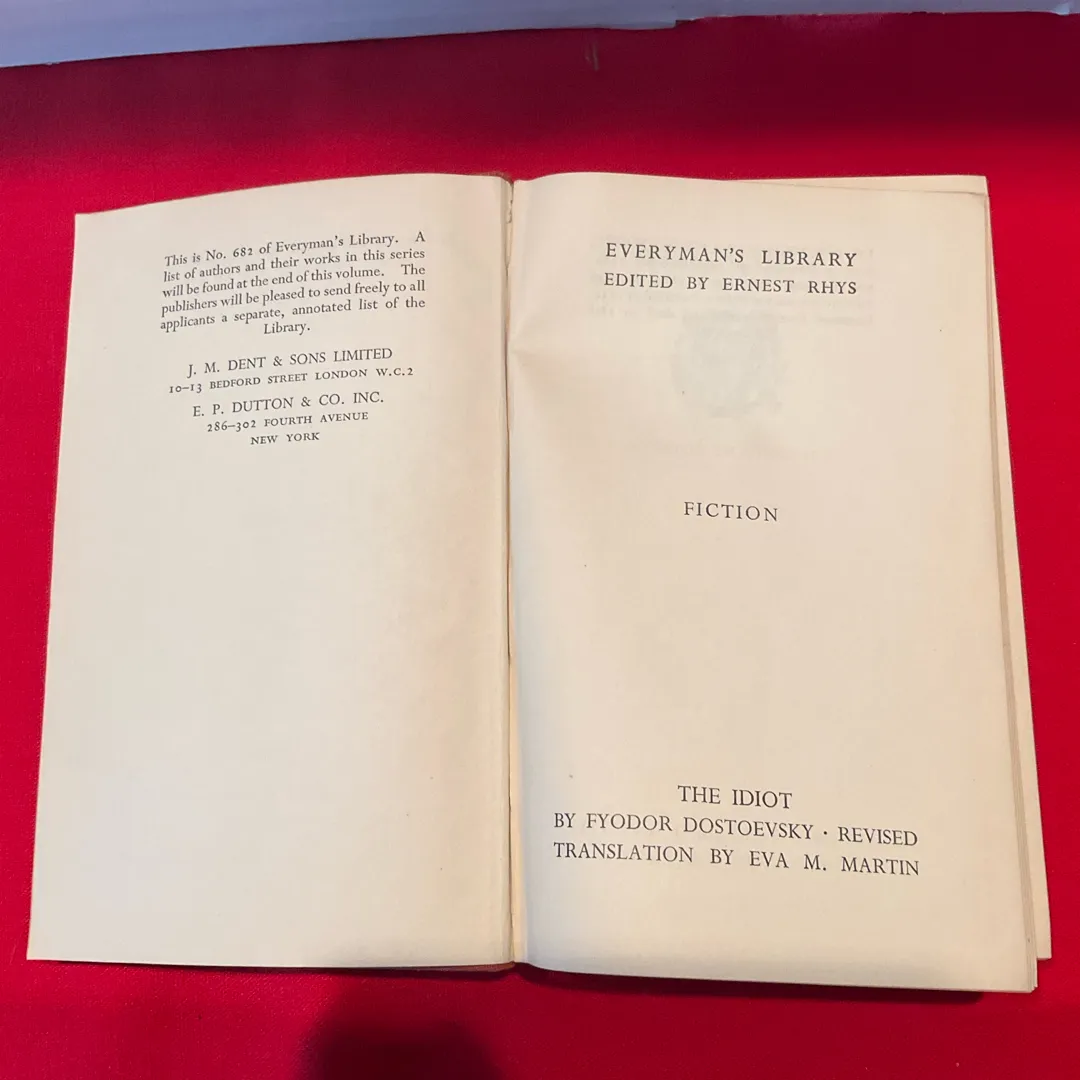 This is No. 682 of Everyman's Library. A
list of authors and their works in this series
will be found at the end of this volume. The
publishers will be pleased to send freely to all
applicants a separate, annotated list of the
Library.
J. M. DENT & SONS LIMITED
10–13 BEDFORD STREET LONDON W.C.2
E. P. DUTTON & CO. INC.
286–302 FOURTH AVENUE
NEW YORK
EVERYMAN'S LIBRARY
EDITED BY ERNEST RHYS
FICTION
THE IDIOT
BY FYODOR DOSTOEVSKY · REVISED
TRANSLATION BY EVA M. MARTIN